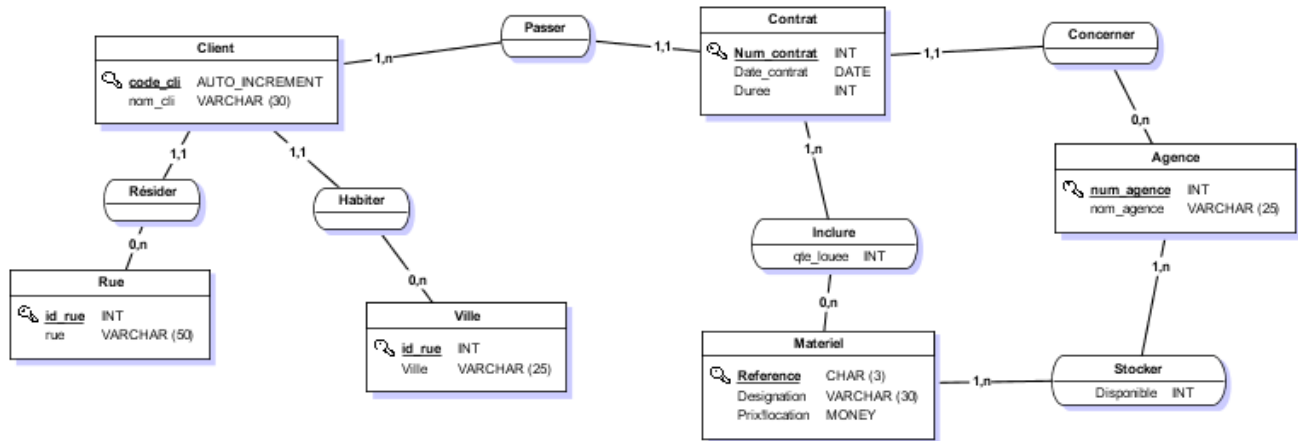 Passer
Client
code_cli AUTO_INCREMENT
nom_cli VARCHAR (30)
1,n
1,1
Contrat
Num_contrat INT
Date_contrat DATE
Duree INT
1,1
Concerner
0,n
Agence
num_agence INT
nom_agence VARCHAR (25)
1,1
1,1
Résider
Habiter
0,n
0,n
Rue
id_rue INT
rue VARCHAR (50)
Ville
id_rue INT
Ville VARCHAR (25)
1,n
Inclure
qte_louee INT
0,n
Materiel
Reference CHAR (3)
Designation VARCHAR (30)
Prix!location MONEY
1,n
1,n
Stocker
Disponible INT